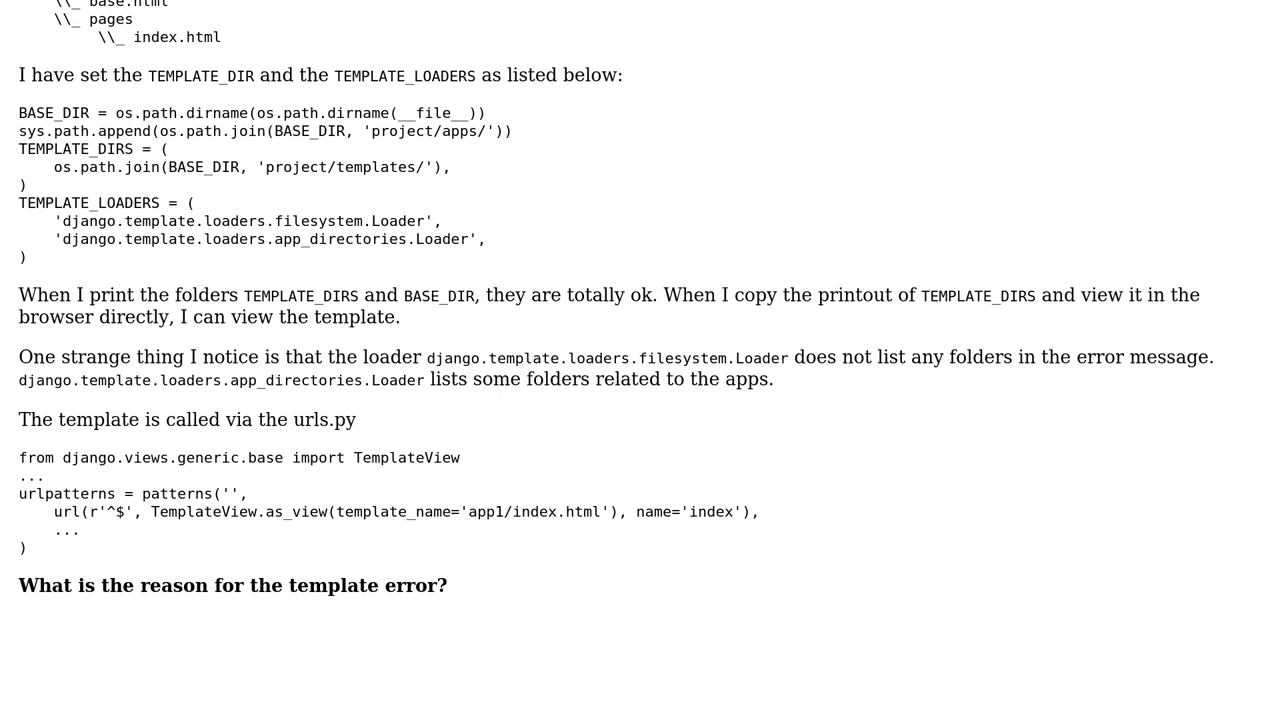 \\_ base.html
\\_ pages
\\_ index.html
I have set the TEMPLATE_DIR and the TEMPLATE_LOADERS as listed below:
BASE_DIR = os.path.dirname(os.path.dirname(__file__))
sys.path.append(os.path.join(BASE_DIR, 'project/apps/'))
TEMPLATE_DIRS = (
    os.path.join(BASE_DIR, 'project/templates/'),
)
TEMPLATE_LOADERS = (
    'django.template.loaders.filesystem.Loader',
    'django.template.loaders.app_directories.Loader',
)
When I print the folders TEMPLATE_DIRS and BASE_DIR, they are totally ok. When I copy the printout of TEMPLATE_DIRS and view it in the
browser directly, I can view the template.
One strange thing I notice is that the loader django.template.loaders.filesystem.Loader does not list any folders in the error message.
django.template.loaders.app_directories.Loader lists some folders related to the apps.
The template is called via the urls.py
from django.views.generic.base import TemplateView
...
urlpatterns = patterns('',
    url(r'^$', TemplateView.as_view(template_name='app1/index.html'), name='index'),
    ...
)
What is the reason for the template error?